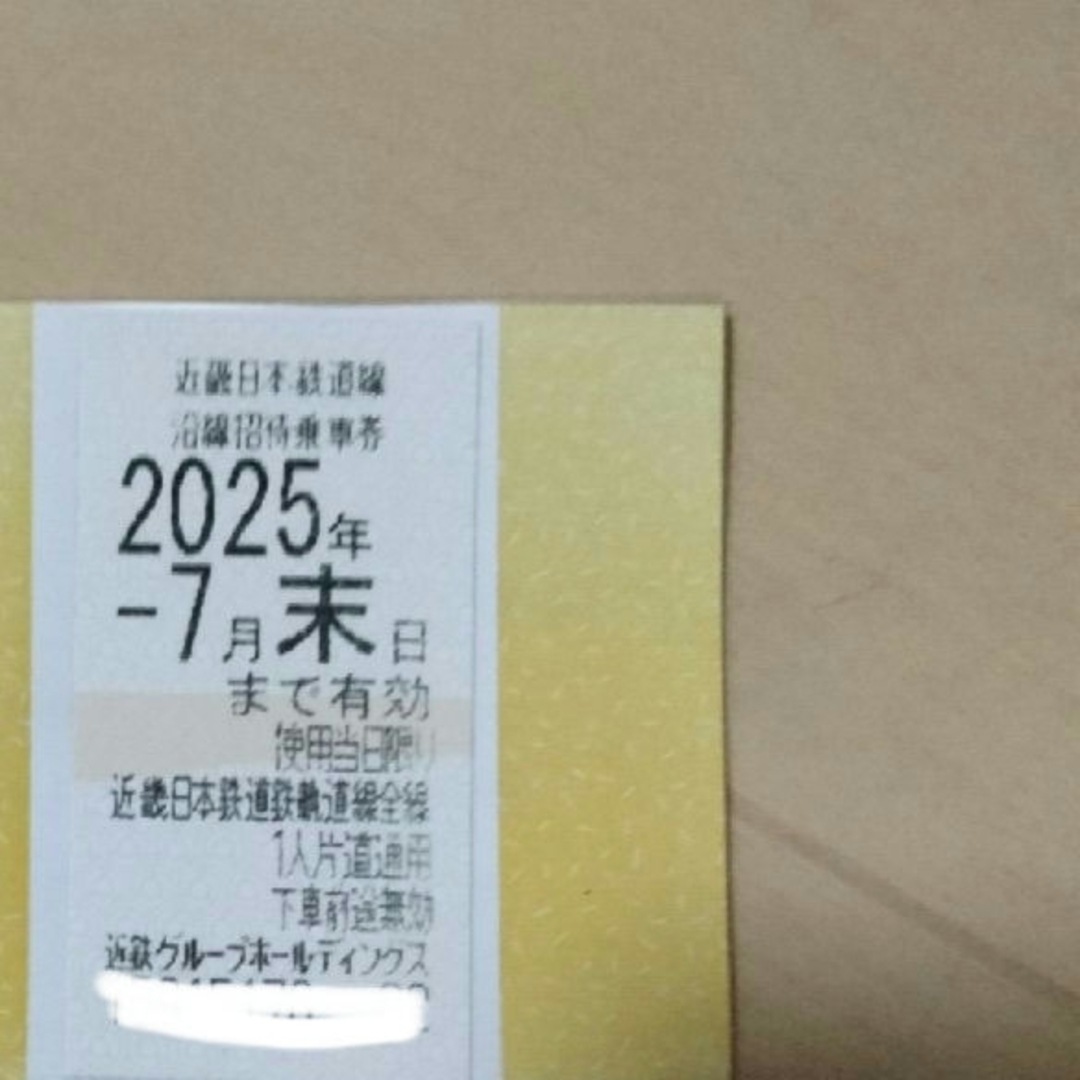 近畿日本鉄道線
沿線招待乗車券
2025年
-7月末日
まで有効
使用当日限り
近畿日本鉄道鉄軌道線全線
1人片道通用
下車前途無効
近鉄グループホールディングス